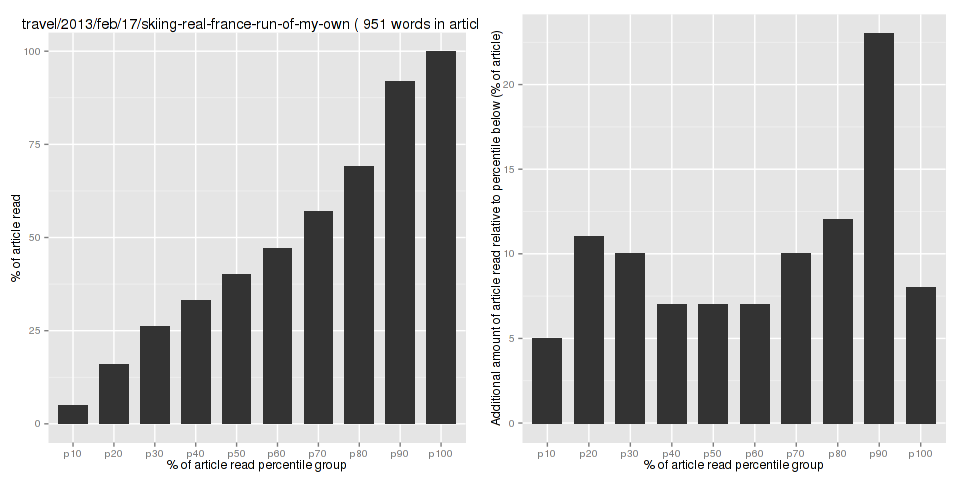 travel/2013/feb/17/skiing-real-france-run-of-my-own ( 951 words in articl
% of article read
100
75
50
25
0
p10 p20 p30 p40 p50 p60 p70 p80 p90 p100
% of article read percentile group
Additional amount of article read relative to percentile below (% of article)
20
15
10
5
0
p10 p20 p30 p40 p50 p60 p70 p80 p90 p100
% of article read percentile group